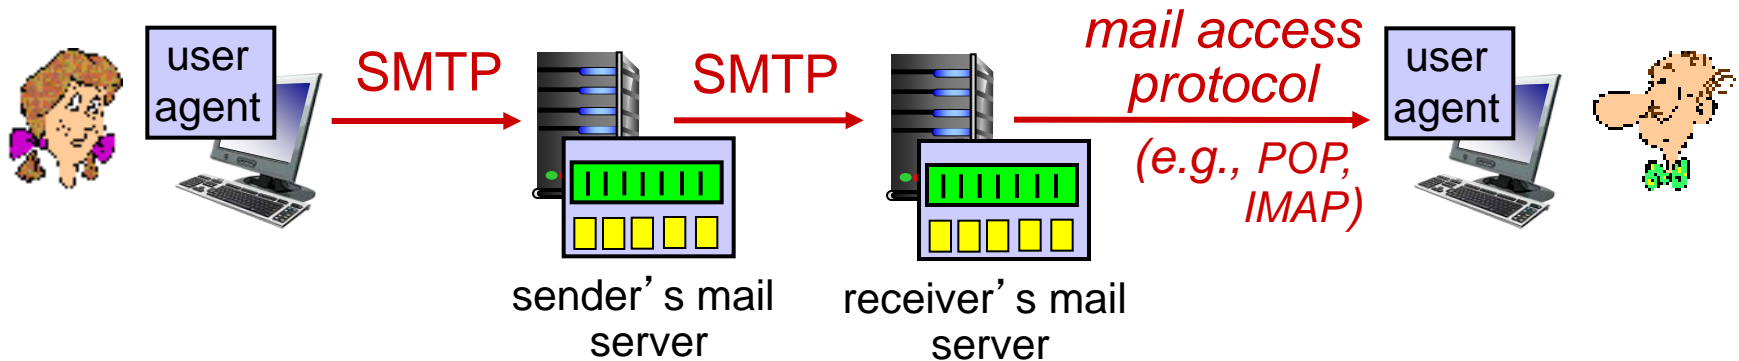 user
agent
SMTP
sender’s mail
server
SMTP
receiver’s mail
server
mail access
protocol
(e.g., POP,
IMAP)
user
agent